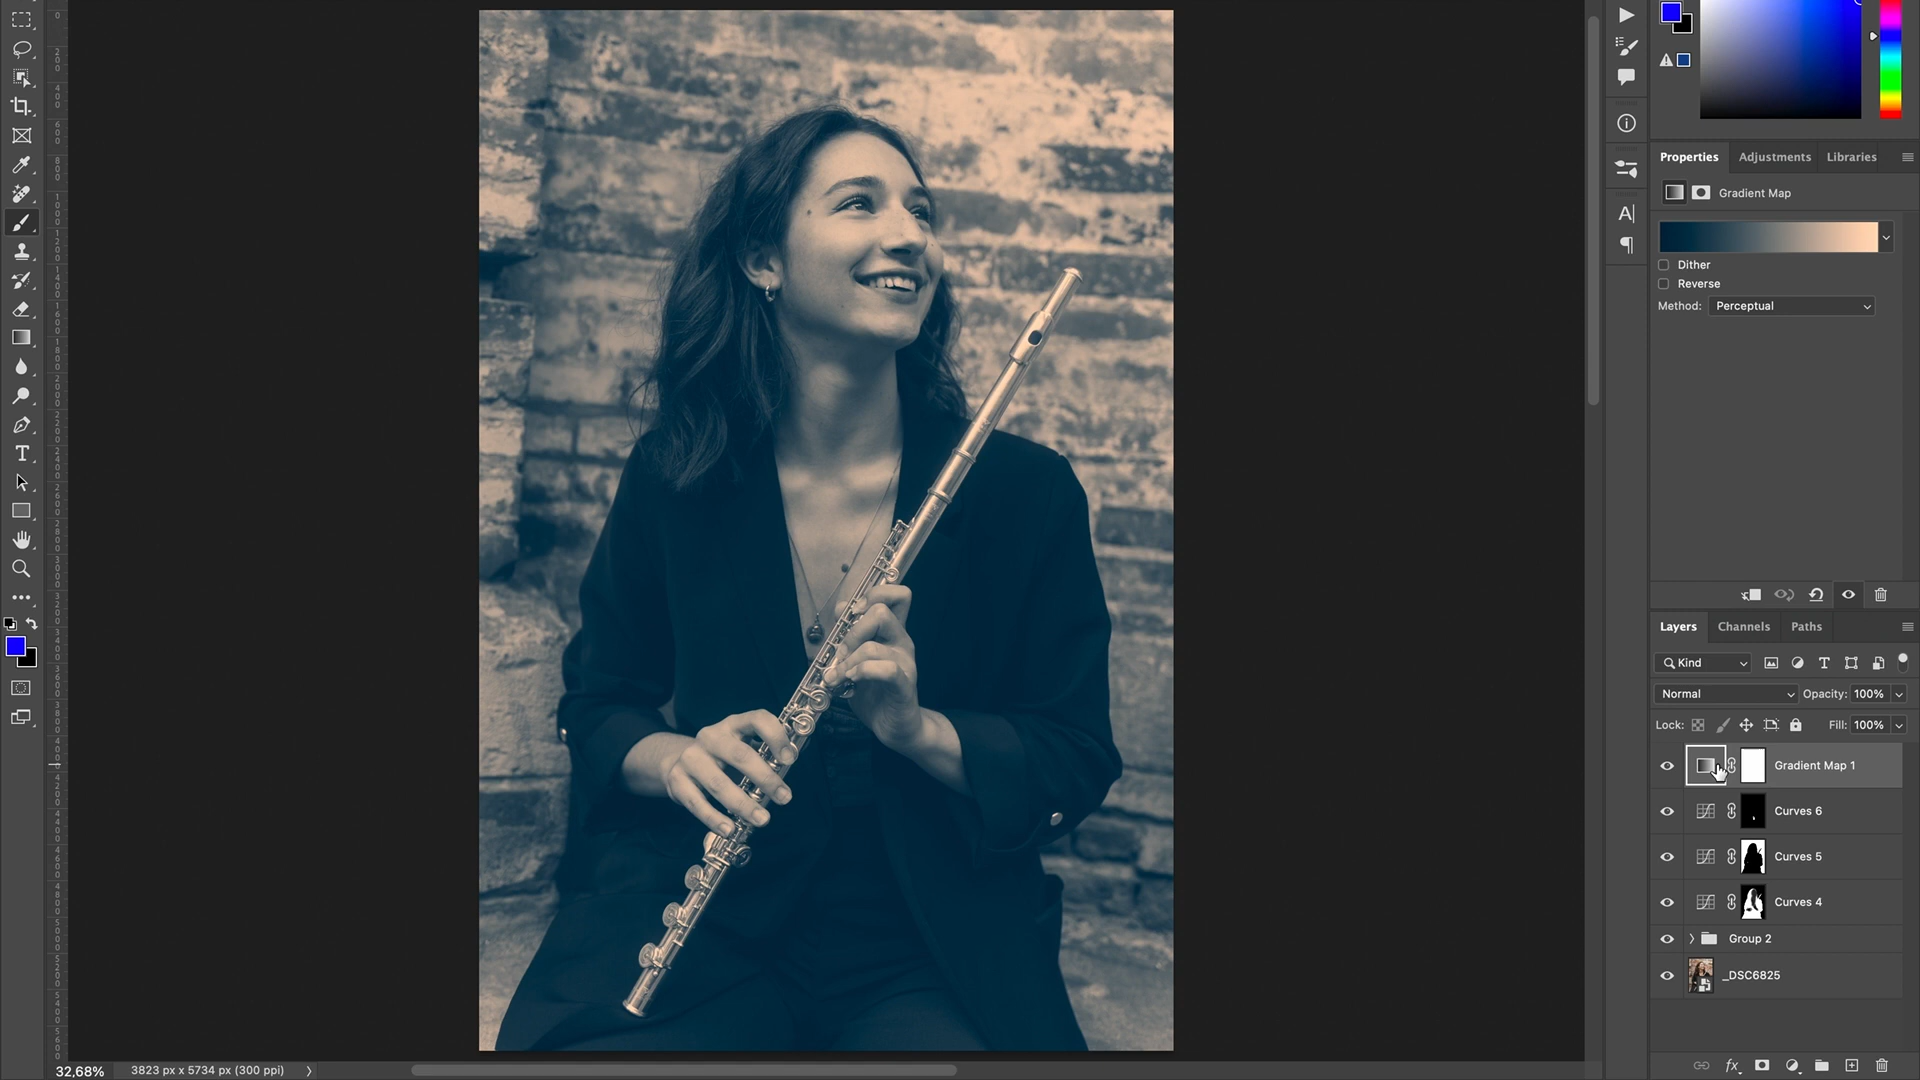 Properties
Adjustments
Libraries
Gradient Map
Dither
Reverse
Method:
Perceptual
Layers
Channels
Paths
Kind
Normal
Opacity: 100%
Lock:
Fill: 100%
Gradient Map 1
Curves 6
Curves 5
Curves 4
Group 2
_DSC6825
32,68%
3823 px x 5734 px (300 ppi)